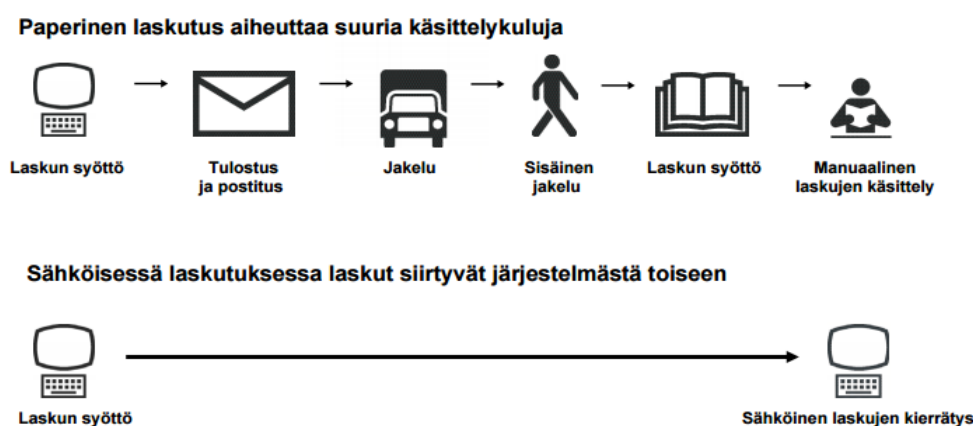 Paperinen laskutus aiheuttaa suuria käsittelykuluja
Laskun syöttö
Tulostus
ja postitus
Jakelu
Sisäinen
jakelu
Laskun syöttö
Manuaalinen
laskujen käsittely
Sähköisessä laskutuksessa laskut siirtyvät järjestelmästä toiseen
Laskun syöttö
Sähköinen laskujen kierrätys